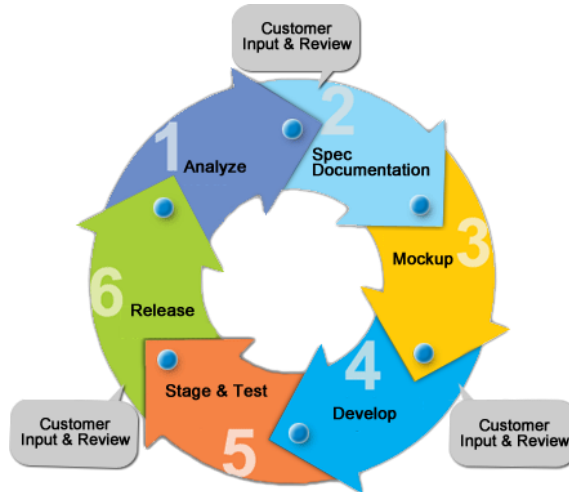 Customer
Input & Review
1
Analyze
2
Spec
Documentation
3
Mockup
4
Develop
Customer
Input & Review
5
Stage & Test
6
Release
Customer
Input & Review